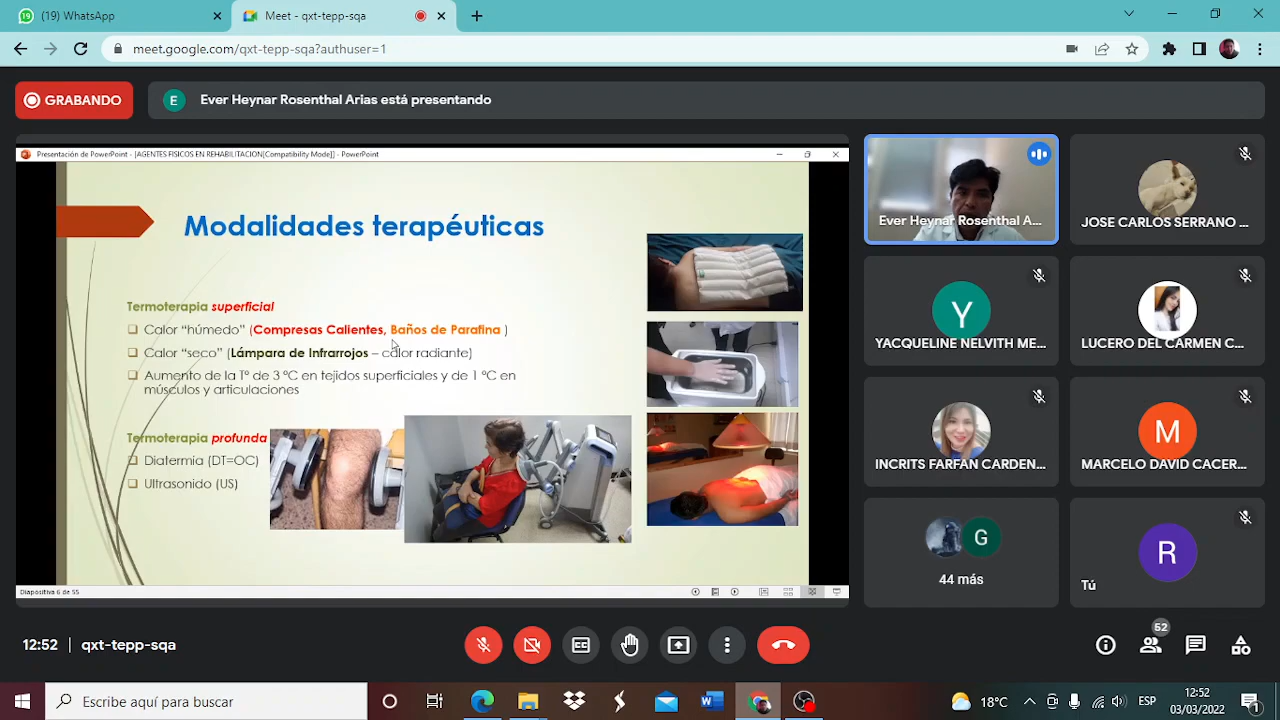 (19) WhatsApp
Meet - qxt-tepp-sqa
meet.google.com/qxt-tepp-sqa?authuser=1
GRABANDO
E
Ever Heynar Rosenthal Arias está presentando
Presentación de PowerPoint - [AGENTES FISICOS EN REHABILITACION[Compatibility Mode]] - PowerPoint
Modalidades terapéuticas
Termoterapia superficial
Calor “húmedo” (Compresas Calientes, Baños de Parafina )
Calor “seco” (Lámpara de Infrarrojos – calor radiante)
Aumento de la Tº de 3 ºC en tejidos superficiales y de 1 ºC en
músculos y articulaciones
Termoterapia profunda
Diatermia (DT=OC)
Ultrasonido (US)
Diapositiva 6 de 55
Ever Heynar Rosenthal A...
JOSE CARLOS SERRANO ...
Y
YACQUELINE NELVITH ME...
LUCERO DEL CARMEN C...
INCRITS FARFAN CARDEN...
M
MARCELO DAVID CACER...
G
44 más
R
Tú
12:52 | qxt-tepp-sqa
52
Escribe aquí para buscar
18°C
ESP
12:52
03/03/2022
1